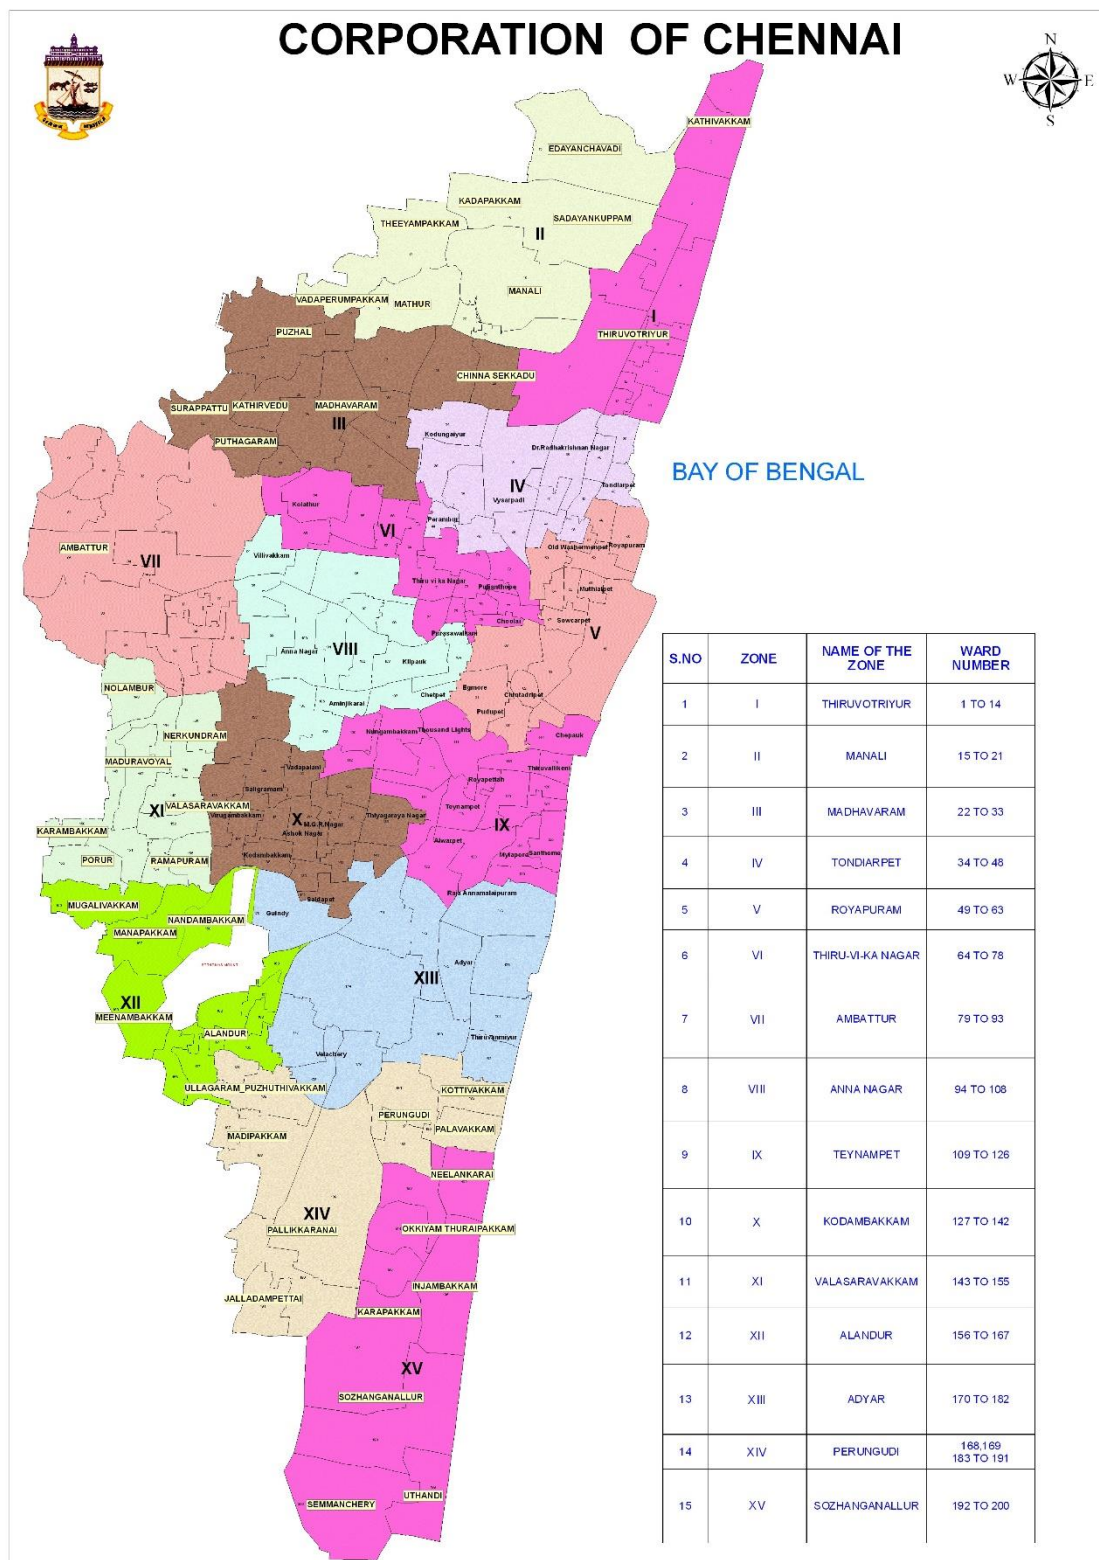 CORPORATION OF CHENNAI
N
W E
S
KATHIVAKKAM
EDAYANCHAVADI
KADAPAKKAM
SADAYANKUPPAM
THEEYAMPAKKAM
II
MANALI
VADAPERUMPAKKAM
MATHUR
I
THIRUVOTRIYUR
PUZHAL
CHINNA SEKKADU
SURAPPATTU
KATHIRVEDU
MADHAVARAM
III
PUTHAGARAM
Kodungaiyur
Dr.Radhakrishnan Nagar
BAY OF BENGAL
IV
Tondiarpet
Vysarpadi
Kolathur
Perambur
VI
AMBATTUR
VII
Villivakkam
Old Washermenpet
Royapuram
Thiru vi ka Nagar
Pulianthope
Muthialpet
Choolai
Sowcarpet
Purasawalkam
V
Anna Nagar
VIII
Kilpauk
Chetpet
Egmore
Chintadripet
Pudupet
Aminjikarai
NOLAMBUR
NERKUNDRAM
Nungambakkam
Thousand Lights
Chepauk
MADURAVOYAL
Vadapalani
Thiruvallikeni
Royapettah
Saligramam
XI
VALASARAVAKKAM
Teynampet
Virugambakkam
X
M.G.R.Nagar
Thiyagaraya Nagar
IX
Ashok Nagar
KARAMBAKKAM
Alwarpet
Kodambakkam
Mylapore
Santhome
PORUR
RAMAPURAM
Raja Annamalaipuram
Saidapet
MUGALIVAKKAM
NANDAMBAKKAM
Guindy
MANAPAKKAM
Adyar
XIII
XII
MEENAMBAKKAM
ALANDUR
Thiruvanmiyur
Velachery
ULLAGARAM_PUZHUTHIVAKKAM
KOTTIVAKKAM
PERUNGUDI
PALAVAKKAM
MADIPAKKAM
NEELANKARAI
XIV
PALLIKKARANAI
OKKIYAM THURAIPAKKAM
INJAMBAKKAM
JALLADAMPETTAI
KARAPAKKAM
XV
SOZHANGANALLUR
UTHANDI
SEMMANCHERY
S.NO ZONE NAME OF THE ZONE WARD NUMBER
1 I THIRUVOTRIYUR 1 TO 14
2 II MANALI 15 TO 21
3 III MADHAVARAM 22 TO 33
4 IV TONDIARPET 34 TO 48
5 V ROYAPURAM 49 TO 63
6 VI THIRU-VI-KA NAGAR 64 TO 78
7 VII AMBATTUR 79 TO 93
8 VIII ANNA NAGAR 94 TO 108
9 IX TEYNAMPET 109 TO 126
10 X KODAMBAKKAM 127 TO 142
11 XI VALASARAVAKKAM 143 TO 155
12 XII ALANDUR 156 TO 167
13 XIII ADYAR 170 TO 182
14 XIV PERUNGUDI 168,169 183 TO 191
15 XV SOZHANGANALLUR 192 TO 200